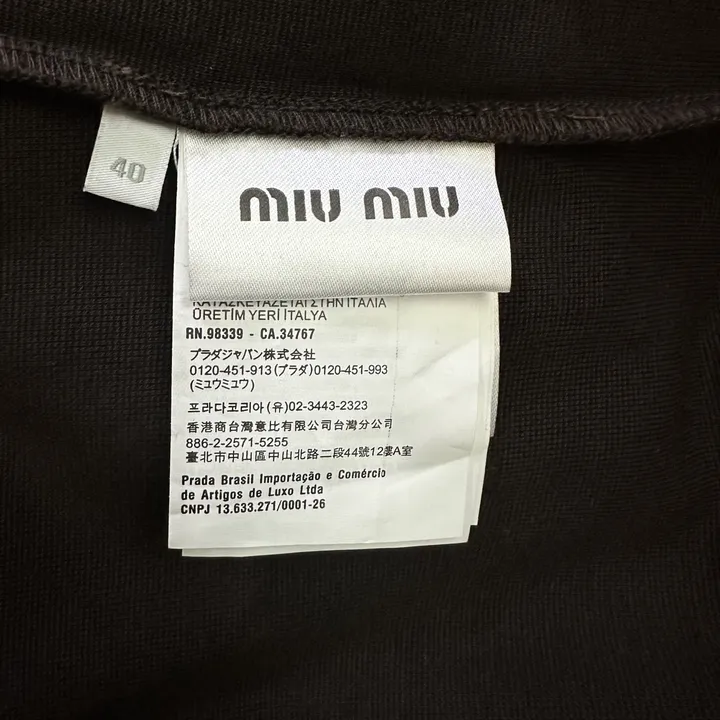 40
miu miu
ΚΑΤΑΣΚΕΥΑΖΕΤΑΙ ΣΤΗΝ ΙΤΑΛΙΑ
ÜRETİM YERİ İTALYA
RN.98339 - CA.34767
プラダジャパン株式会社
0120-451-913(プラダ)0120-451-993
(ミュウミュウ)
프라다코리아(유)02-3443-2323
香港商台灣意比有限公司台灣分公司
886-2-2571-5255
臺北市中山區中山北路二段44號12樓A室
Prada Brasil Importação e Comércio
de Artigos de Luxo Ltda
CNPJ 13.633.271/0001-26